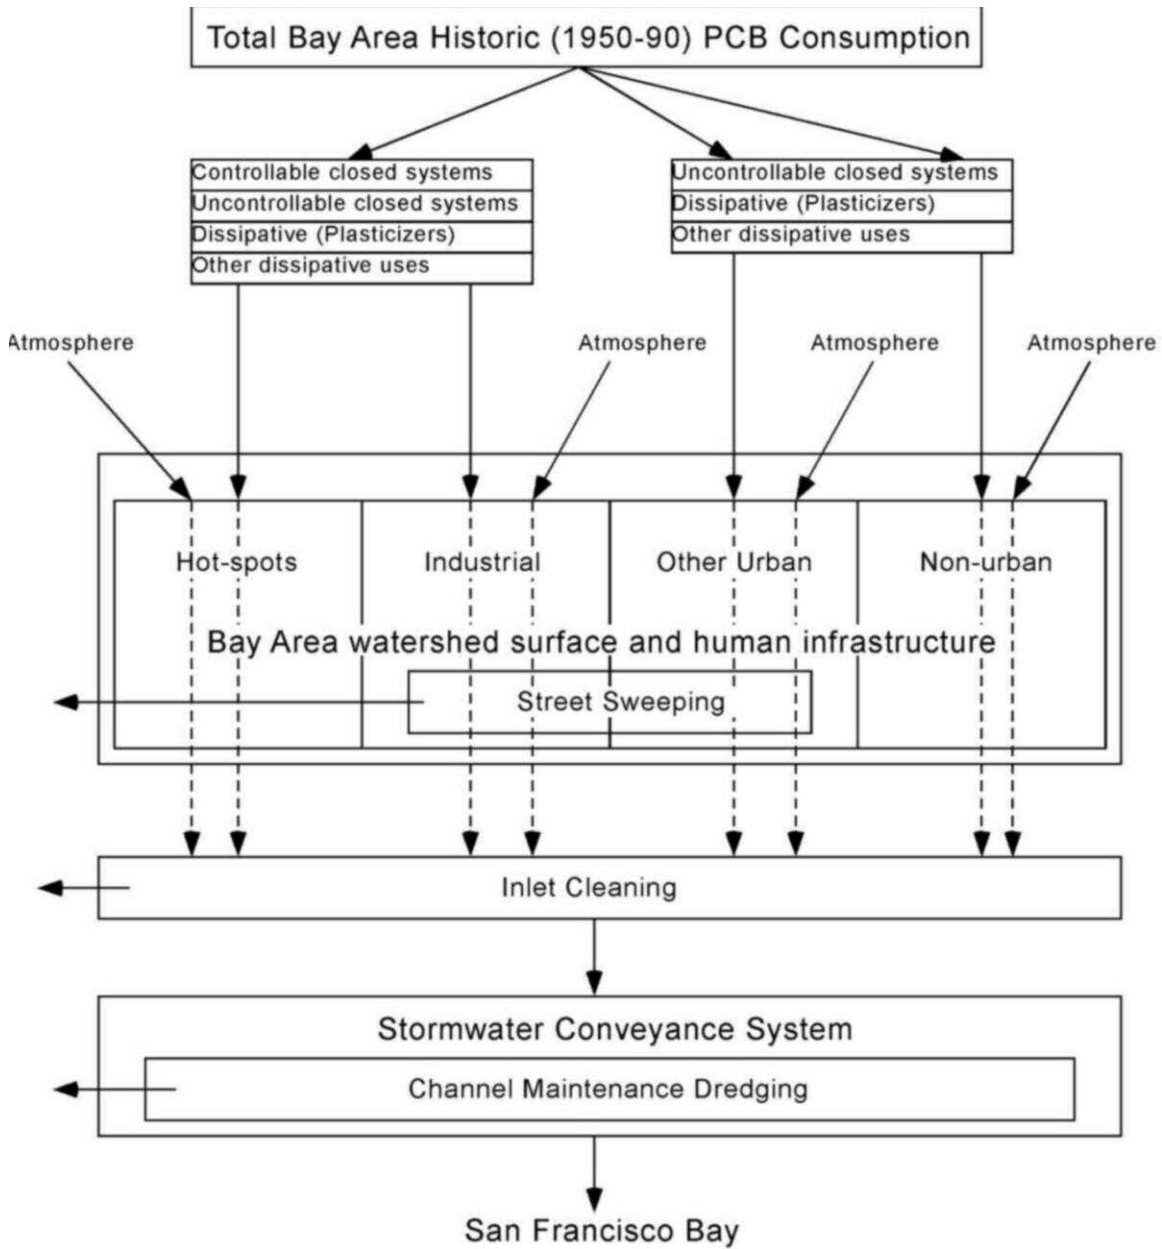 Total Bay Area Historic (1950-90) PCB Consumption
Controllable closed systems
Uncontrollable closed systems
Dissipative (Plasticizers)
Other dissipative uses
Uncontrollable closed systems
Dissipative (Plasticizers)
Other dissipative uses
Atmosphere
Atmosphere
Atmosphere
Atmosphere
Hot-spots
Industrial
Other Urban
Non-urban
Bay Area watershed surface and human infrastructure
Street Sweeping
Inlet Cleaning
Stormwater Conveyance System
Channel Maintenance Dredging
San Francisco Bay